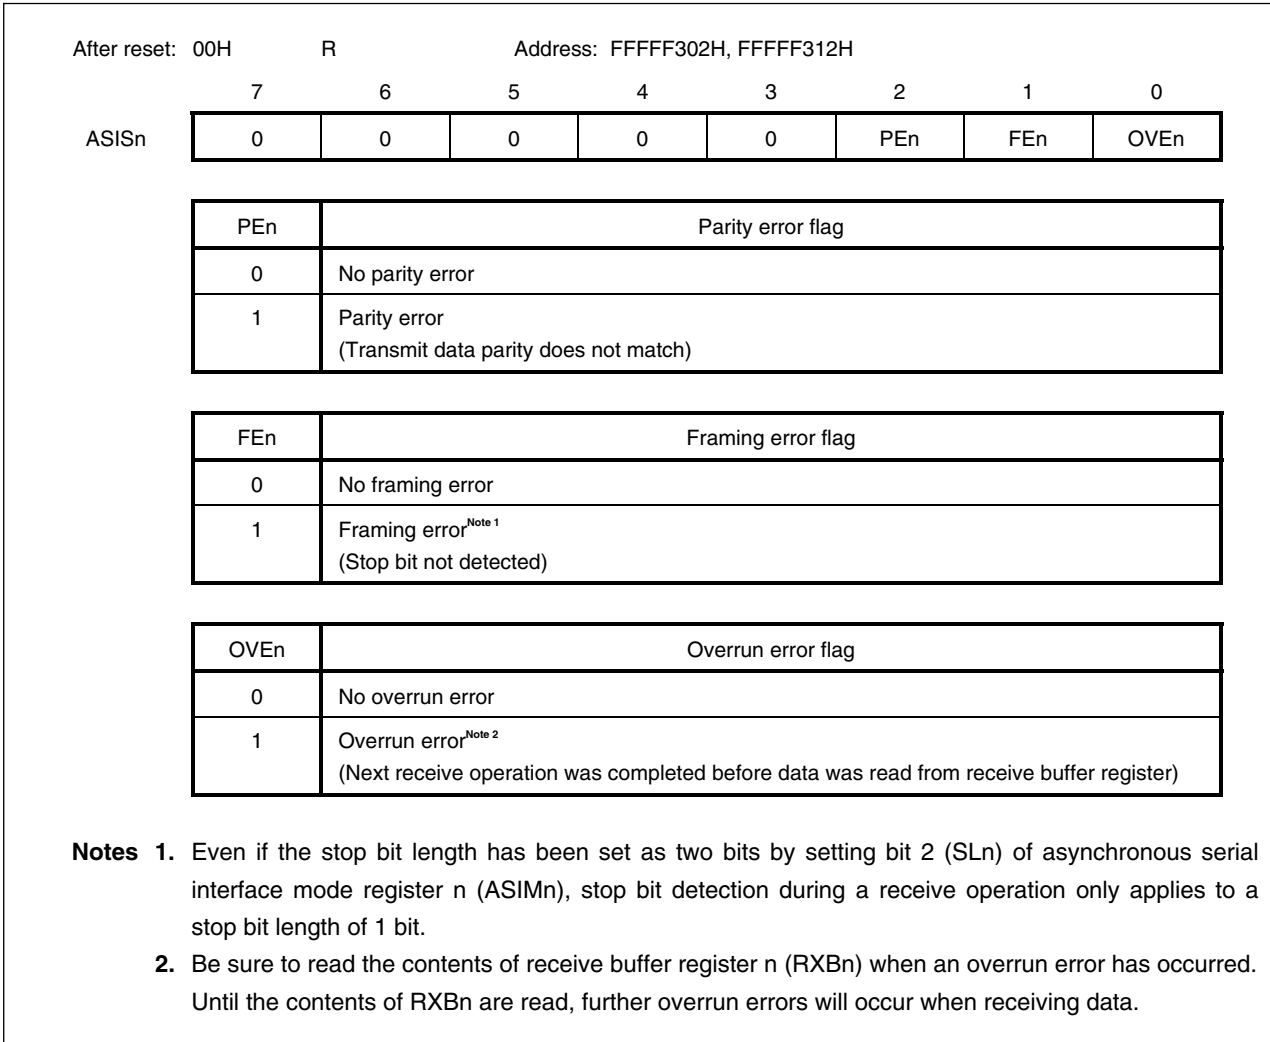 After reset: 00H R Address: FFFFF302H, FFFFF312H
7 6 5 4 3 2 1 0
ASISn 0 0 0 0 0 PEn FEn OVEn
PEn Parity error flag
0 No parity error
1 Parity error
(Transmit data parity does not match)
FEn Framing error flag
0 No framing error
1 Framing error Note 1
(Stop bit not detected)
OVEn Overrun error flag
0 No overrun error
1 Overrun error Note 2
(Next receive operation was completed before data was read from receive buffer register)
Notes 1. Even if the stop bit length has been set as two bits by setting bit 2 (SLn) of asynchronous serial
interface mode register n (ASIMn), stop bit detection during a receive operation only applies to a
stop bit length of 1 bit.
2. Be sure to read the contents of receive buffer register n (RXBn) when an overrun error has occurred.
Until the contents of RXBn are read, further overrun errors will occur when receiving data.